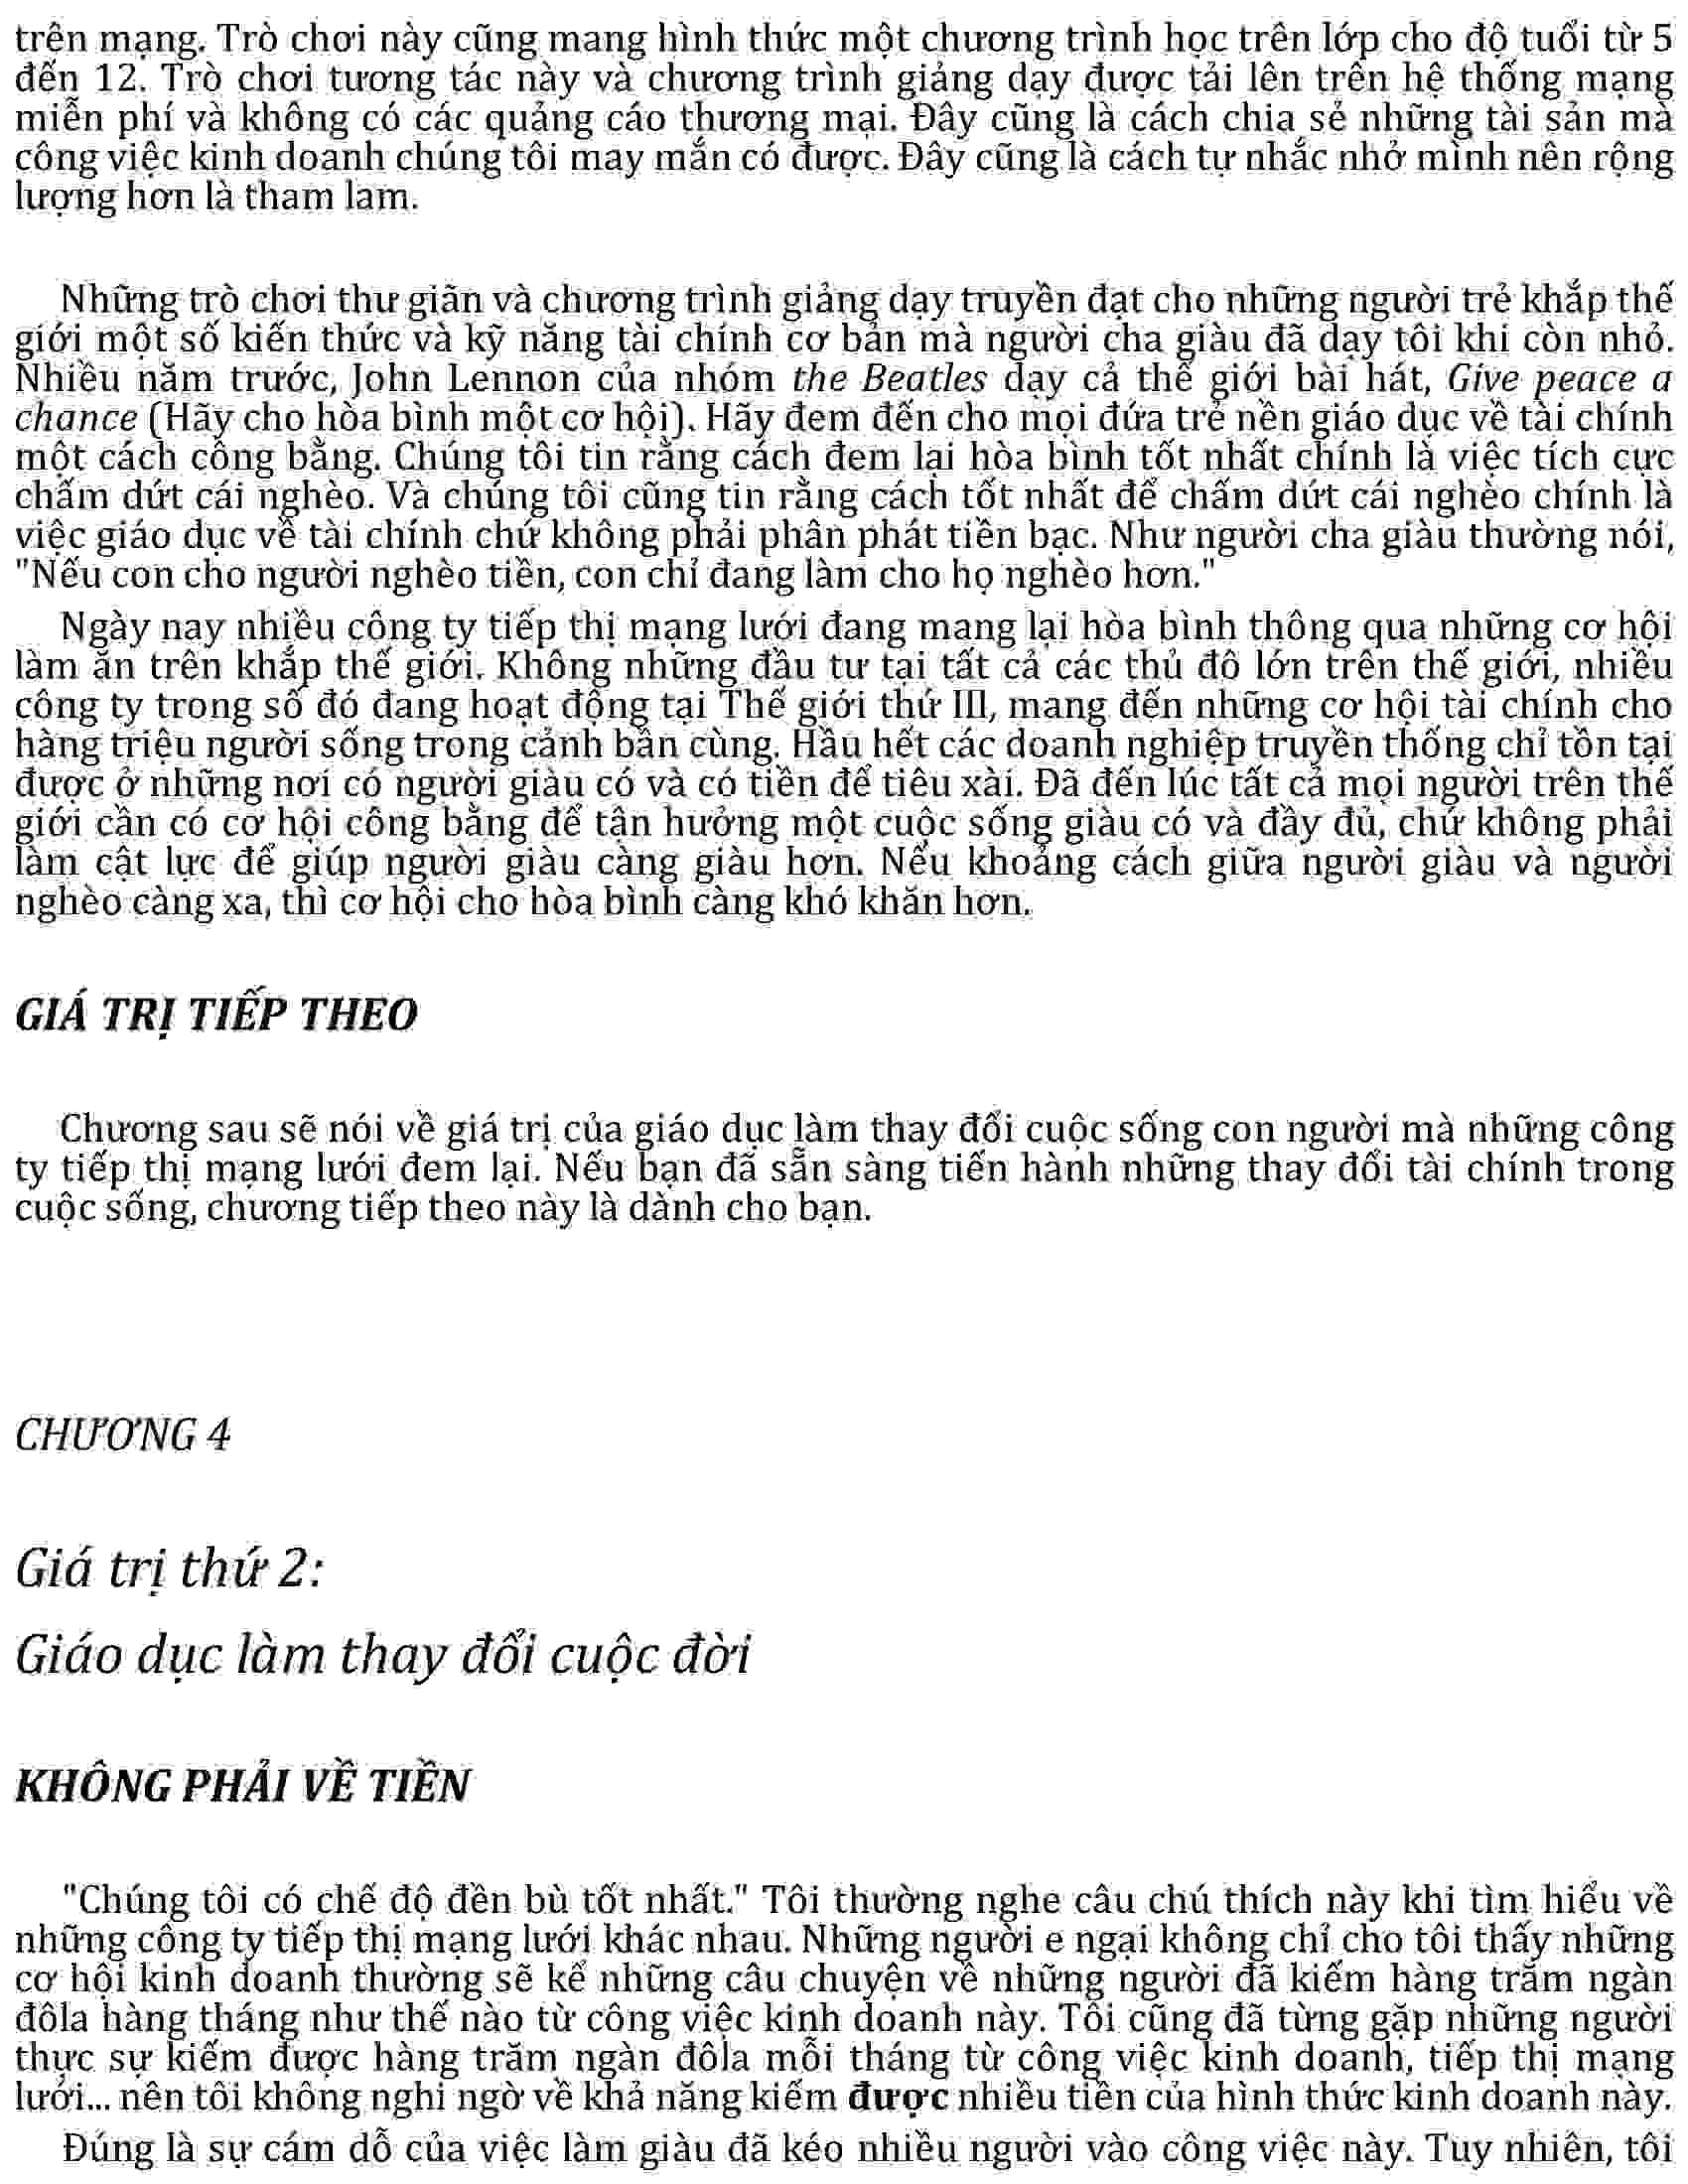 trên mạng. Trò chơi này cũng mang hình thức một chương trình học trên lớp cho độ tuổi từ 5
đến 12. Trò chơi tương tác này và chương trình giảng dạy được tải lên trên hệ thống mạng
miễn phí và không có các quảng cáo thương mại. Đây cũng là cách chia sẻ những tài sản mà
công việc kinh doanh chúng tôi may mắn có được. Đây cũng là cách tự nhắc nhở mình nên rộng
lượng hơn là tham lam.
Những trò chơi thư giãn và chương trình giảng dạy truyền đạt cho những người trẻ khắp thế
giới một số kiến thức và kỹ năng tài chính cơ bản mà người cha giàu đã dạy tôi khi còn nhỏ.
Nhiều năm trước, John Lennon của nhóm the Beatles dạy cả thế giới bài hát, Give peace a
chance (Hãy cho hòa bình một cơ hội). Hãy đem đến cho mọi đứa trẻ nền giáo dục về tài chính
một cách công bằng. Chúng tôi tin rằng cách đem lại hòa bình tốt nhất chính là việc tích cực
chấm dứt cái nghèo. Và chúng tôi cũng tin rằng cách tốt nhất để chấm dứt cái nghèo chính là
việc giáo dục về tài chính chứ không phải phân phát tiền bạc. Như người cha giàu thường nói,
"Nếu con cho người nghèo tiền, con chỉ đang làm cho họ nghèo hơn."
Ngày nay nhiều công ty tiếp thị mạng lưới đang mang lại hòa bình thông qua những cơ hội
làm ăn trên khắp thế giới. Không những đầu tư tại tất cả các thủ đô lớn trên thế giới, nhiều
công ty trong số đó đang hoạt động tại Thế giới thứ III, mang đến những cơ hội tài chính cho
hàng triệu người sống trong cảnh bần cùng. Hầu hết các doanh nghiệp truyền thống chỉ tồn tại
được ở những nơi có người giàu có và có tiền để tiêu xài. Đã đến lúc tất cả mọi người trên thế
giới cần có cơ hội công bằng để tận hưởng một cuộc sống giàu có và đầy đủ, chứ không phải
làm cật lực để giúp người giàu càng giàu hơn. Nếu khoảng cách giữa người giàu và người
nghèo càng xa, thì cơ hội cho hòa bình càng khó khăn hơn.
GIÁ TRỊ TIẾP THEO
Chương sau sẽ nói về giá trị của giáo dục làm thay đổi cuộc sống con người mà những công
ty tiếp thị mạng lưới đem lại. Nếu bạn đã sẵn sàng tiến hành những thay đổi tài chính trong
cuộc sống, chương tiếp theo này là dành cho bạn.
CHƯƠNG 4
Giá trị thứ 2:
Giáo dục làm thay đổi cuộc đời
KHÔNG PHẢI VỀ TIỀN
"Chúng tôi có chế độ đền bù tốt nhất." Tôi thường nghe câu chú thích này khi tìm hiểu về
những công ty tiếp thị mạng lưới khác nhau. Những người e ngại không chỉ cho tôi thấy những
cơ hội kinh doanh thường sẽ kể những câu chuyện về những người đã kiếm hàng trăm ngàn
đôla hàng tháng như thế nào từ công việc kinh doanh này. Tôi cũng đã từng gặp những người
thực sự kiếm được hàng trăm ngàn đôla mỗi tháng từ công việc kinh doanh, tiếp thị mạng
lưới... nên tôi không nghi ngờ về khả năng kiếm được nhiều tiền của hình thức kinh doanh này.
Đúng là sự cám dỗ của việc làm giàu đã kéo nhiều người vào công việc này. Tuy nhiên, tôi